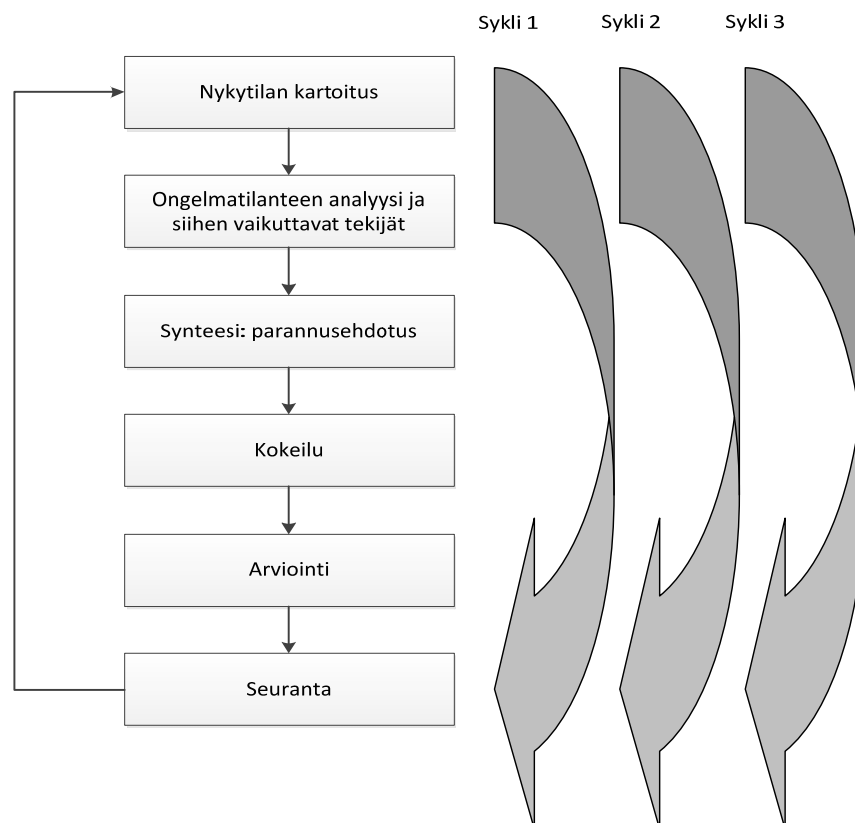 Sykli 1
Sykli 2
Sykli 3
Nykytilan kartoitus
Ongelmatilanteen analyysi ja
siihen vaikuttavat tekijät
Synteesi: parannusehdotus
Kokeilu
Arviointi
Seuranta